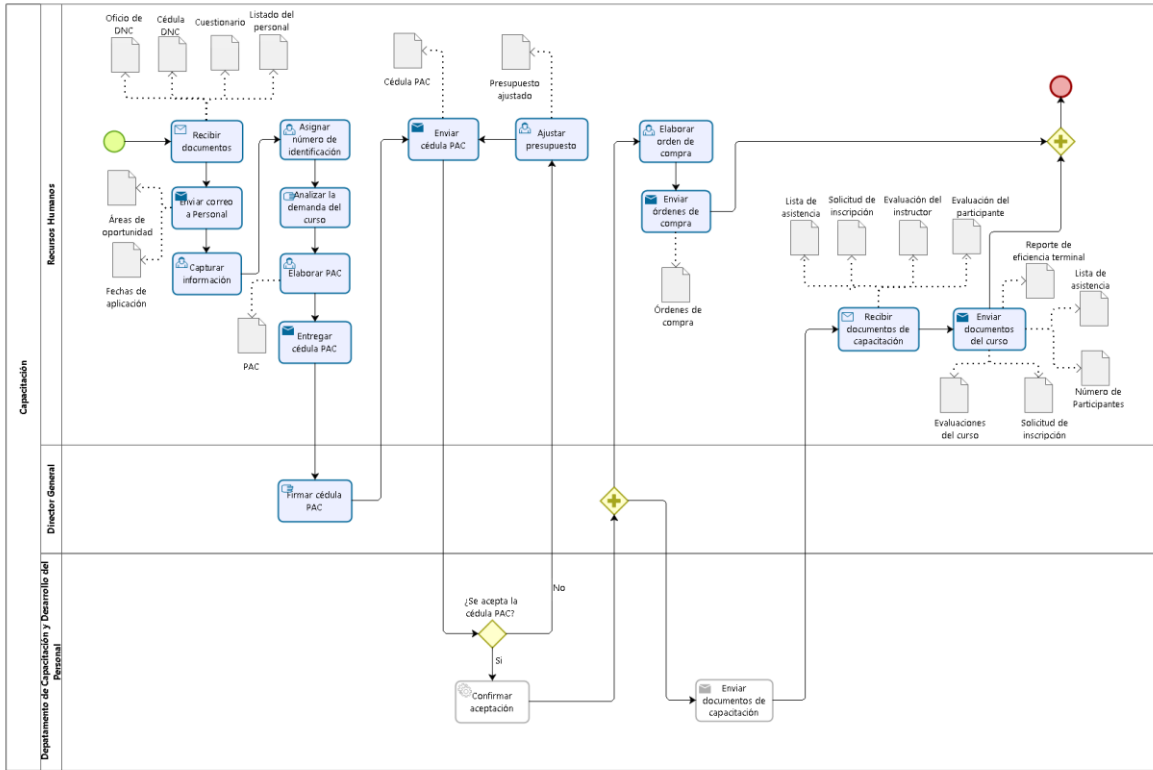 Capacitación
Recursos Humanos
Director General
Depatamento de Capacitación y Desarrollo del
Personal
Oficio de
DNC
Cédula
DNC
Cuestionario
Listado del
personal
Recibir
documentos
Enviar correo
a Personal
Áreas de
oportunidad
Fechas de
aplicación
Capturar
información
Asignar
número de
identificación
Analizar la
demanda del
curso
Elaborar PAC
PAC
Entregar
cédula PAC
Firmar cédula
PAC
Cédula PAC
Enviar
cédula PAC
Presupuesto
ajustado
Ajustar
presupuesto
¿Se acepta la
cédula PAC?
No
Si
Confirmar
aceptación
Elaborar
orden de
compra
Enviar
órdenes de
compra
Órdenes de
compra
Enviar
documentos de
capacitación
Lista de
asistencia
Solicitud de
inscripción
Evaluación del
instructor
Evaluación del
participante
Recibir
documentos de
capacitación
Enviar
documentos
del curso
Reporte de
eficiencia terminal
Lista de
asistencia
Número de
Participantes
Evaluaciones
del curso
Solicitud de
inscripción